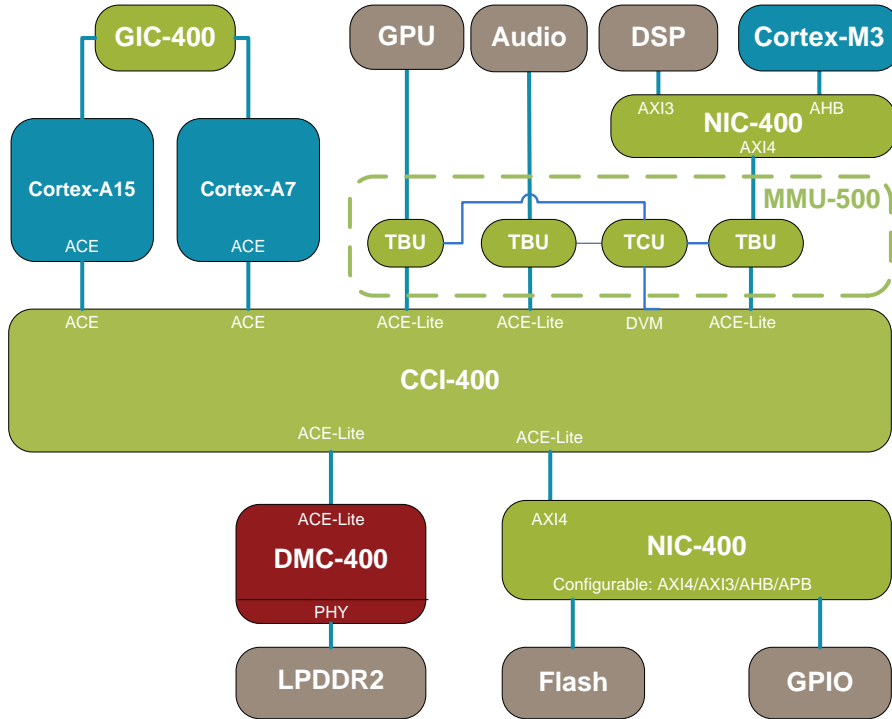 GIC-400
GPU
Audio
DSP
Cortex-M3
AXI3
AHB
NIC-400
AXI4
Cortex-A15
Cortex-A7
MMU-500
TBU
TBU
TCU
TBU
ACE
ACE
ACE
ACE
ACE-Lite
ACE-Lite
DVM
ACE-Lite
CCI-400
ACE-Lite
ACE-Lite
ACE-Lite
AXI4
DMC-400
NIC-400
Configurable: AXI4/AXI3/AHB/APB
PHY
LPDDR2
Flash
GPIO